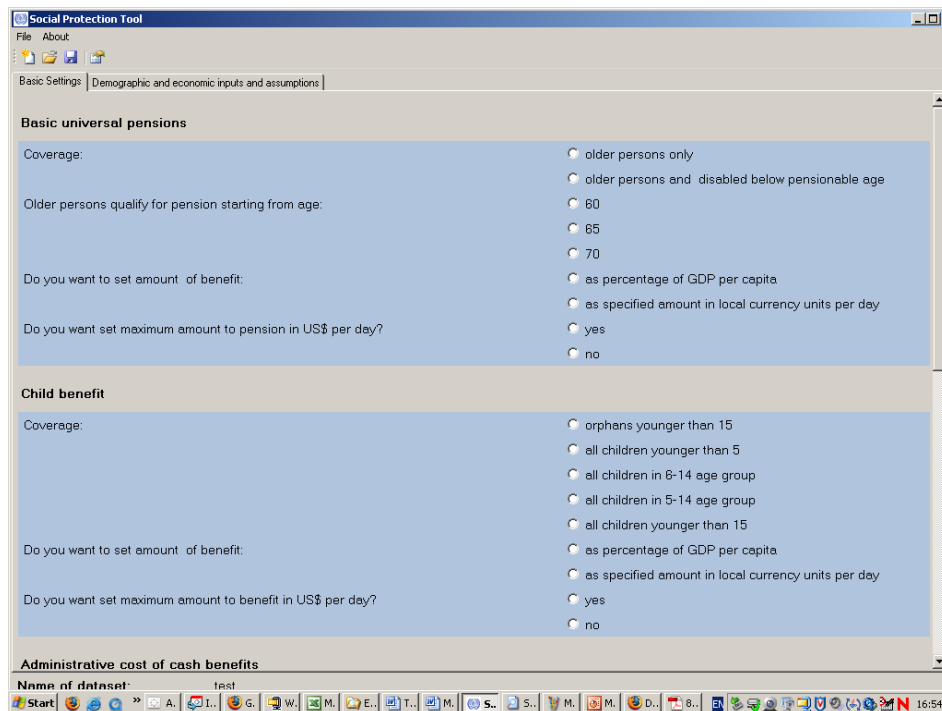 Social Protection Tool
File About
Basic Settings Demographic and economic inputs and assumptions
Basic universal pensions
Coverage: older persons only
older persons and disabled below pensionable age
Older persons qualify for pension starting from age: 60
65
70
Do you want to set amount of benefit: as percentage of GDP per capita
as specified amount in local currency units per day
Do you want set maximum amount to pension in US$ per day? yes
no
Child benefit
Coverage: orphans younger than 15
all children younger than 5
all children in 6-14 age group
all children in 5-14 age group
all children younger than 15
Do you want to set amount of benefit: as percentage of GDP per capita
as specified amount in local currency units per day
Do you want set maximum amount to benefit in US$ per day? yes
no
Administrative cost of cash benefits
Name of dataset: test
Start » A. I.. G. W. M. E.. T.. M. S.. S.. M. M. D.. 8.. EN N 16:54